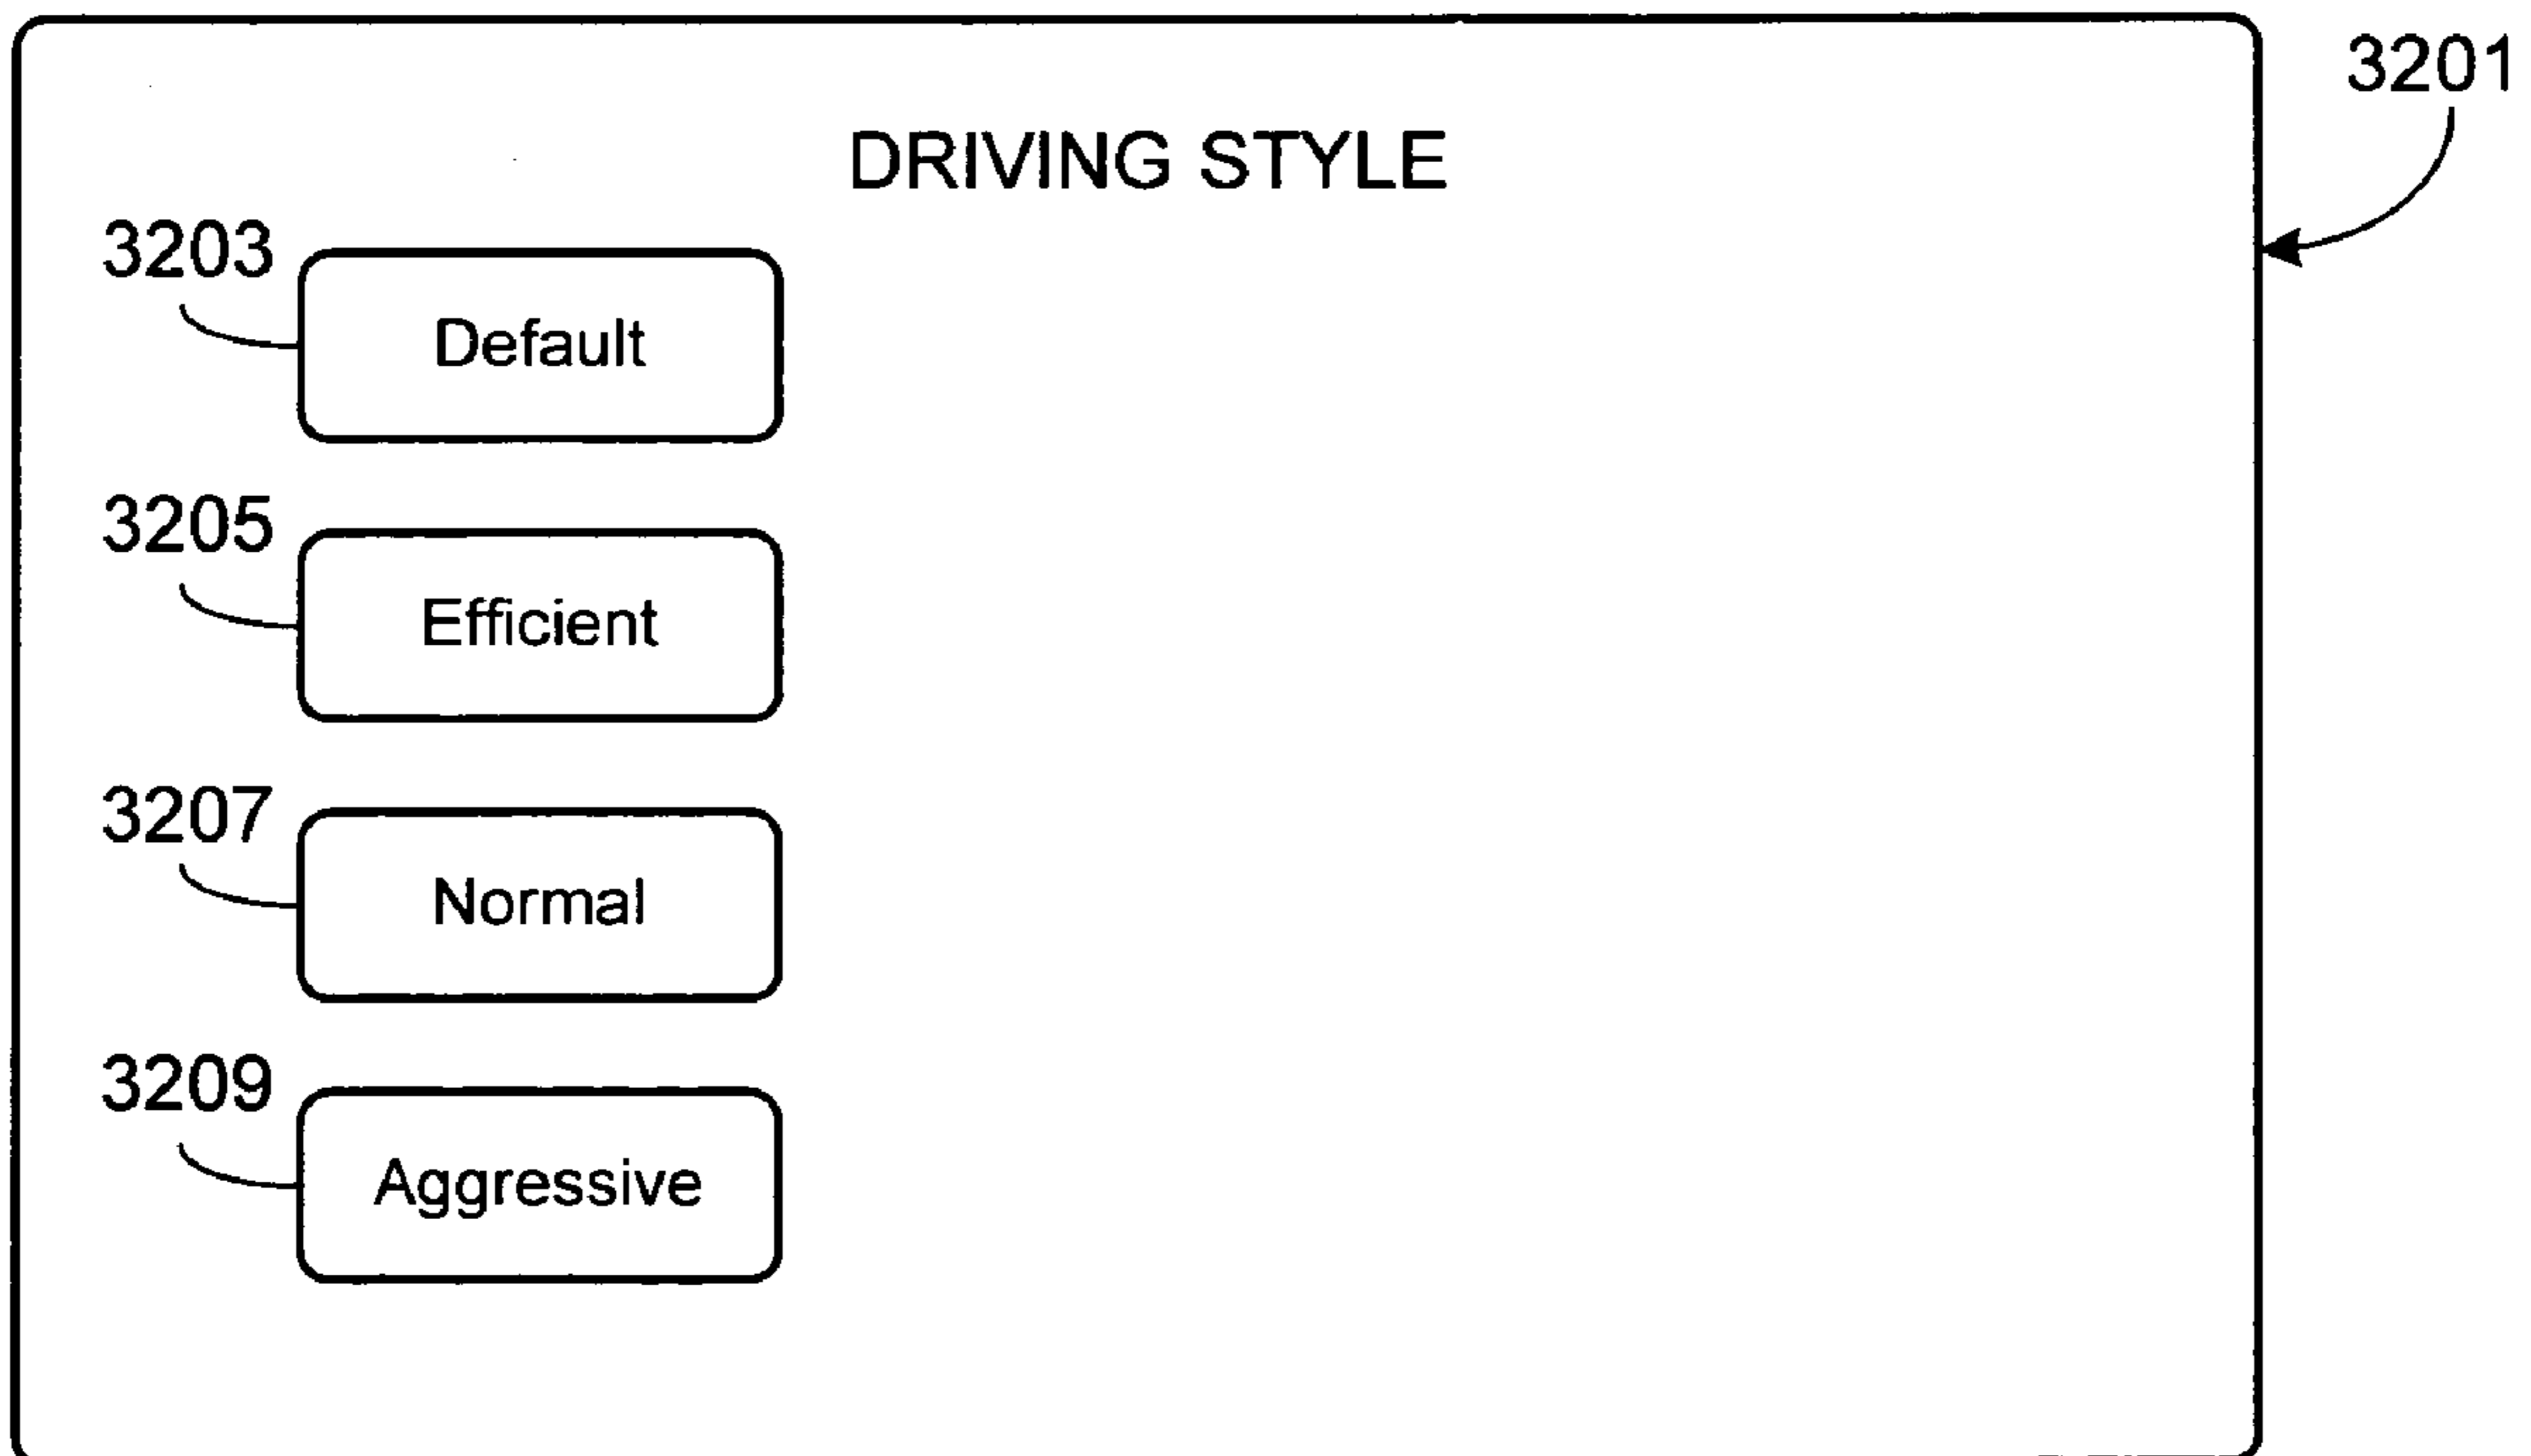 3201
DRIVING STYLE
3203
Default
3205
Efficient
3207
Normal
3209
Aggressive